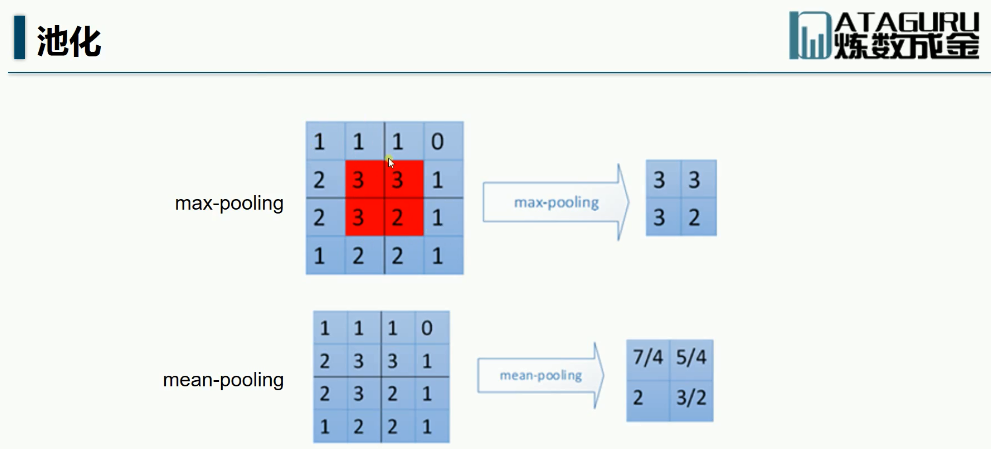 池化
ATAGURU
炼数成金
max-pooling
1 1 1 0
2 3 3 1
2 3 2 1
1 2 2 1
max-pooling
3 3
3 2
mean-pooling
1 1 1 0
2 3 3 1
2 3 2 1
1 2 2 1
mean-pooling
7/4 5/4
2 3/2